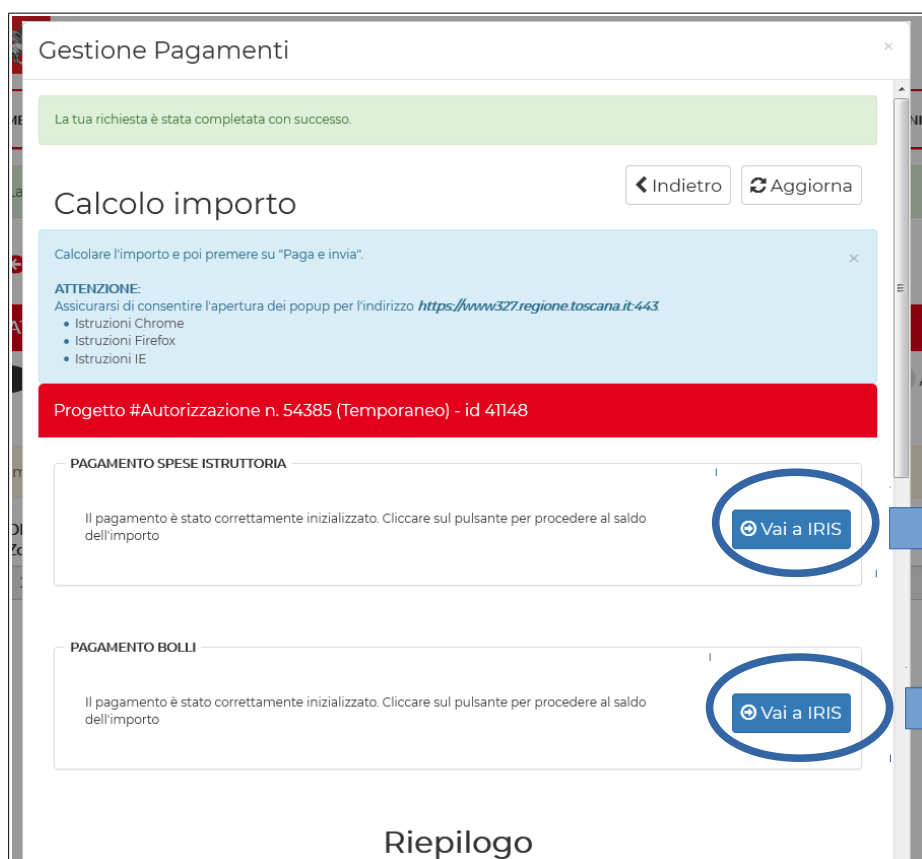 Gestione Pagamenti
×
La tua richiesta è stata completata con successo.
Indietro
Aggiorna
Calcolo importo
Calcolare l'importo e poi premere su "Paga e invia".
×
ATTENZIONE:
Assicurarsi di consentire l'apertura dei popup per l'indirizzo https://www327.regione.toscana.it:443.
• Istruzioni Chrome
• Istruzioni Firefox
• Istruzioni IE
Progetto #Autorizzazione n. 54385 (Temporaneo) - id 41148
PAGAMENTO SPESE ISTRUTTORIA
Il pagamento è stato correttamente inizializzato. Cliccare sul pulsante per procedere al saldo
dell'importo
Vai a IRIS
PAGAMENTO BOLLI
Il pagamento è stato correttamente inizializzato. Cliccare sul pulsante per procedere al saldo
dell'importo
Vai a IRIS
Riepilogo